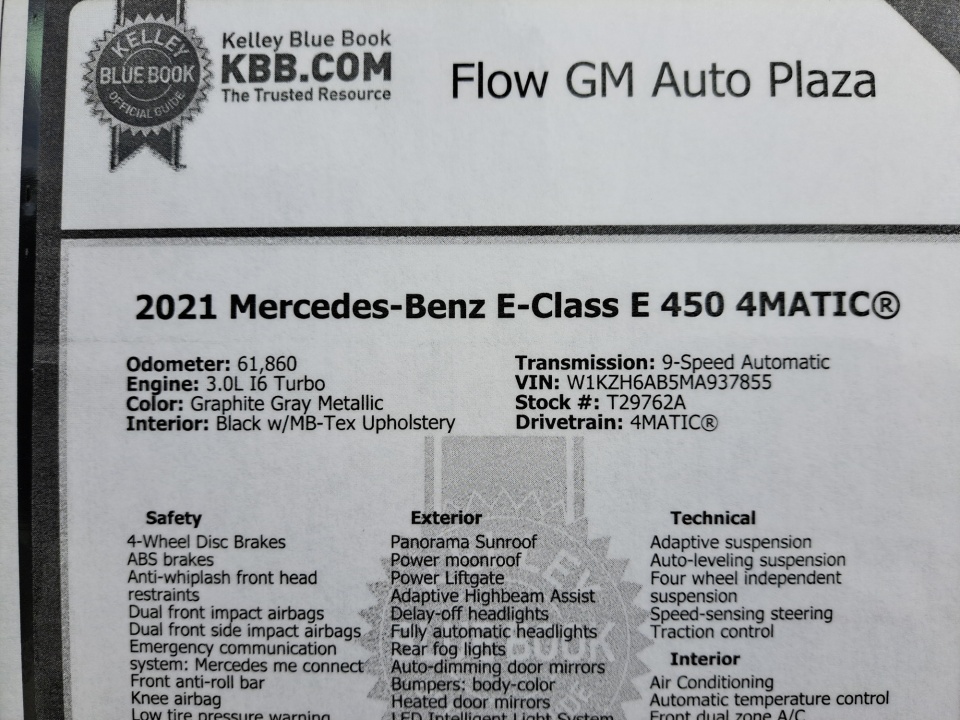 KELLEY
BLUE BOOK
OFFICIAL GUIDE
Kelley Blue Book
KBB.COM
The Trusted Resource
Flow GM Auto Plaza
2021 Mercedes-Benz E-Class E 450 4MATIC®
Odometer: 61,860
Engine: 3.0L I6 Turbo
Color: Graphite Gray Metallic
Interior: Black w/MB-Tex Upholstery
Transmission: 9-Speed Automatic
VIN: W1KZH6AB5MA937855
Stock #: T29762A
Drivetrain: 4MATIC®
Safety
4-Wheel Disc Brakes
ABS brakes
Anti-whiplash front head
restraints
Dual front impact airbags
Dual front side impact airbags
Emergency communication
system: Mercedes me connect
Front anti-roll bar
Knee airbag
Low tire pressure warning
Exterior
Panorama Sunroof
Power moonroof
Power Liftgate
Adaptive Highbeam Assist
Delay-off headlights
Fully automatic headlights
Rear fog lights
Auto-dimming door mirrors
Bumpers: body-color
Heated door mirrors
LED Intelligent Light System
Technical
Adaptive suspension
Auto-leveling suspension
Four wheel independent
suspension
Speed-sensing steering
Traction control
Interior
Air Conditioning
Automatic temperature control
Front dual zone A/C